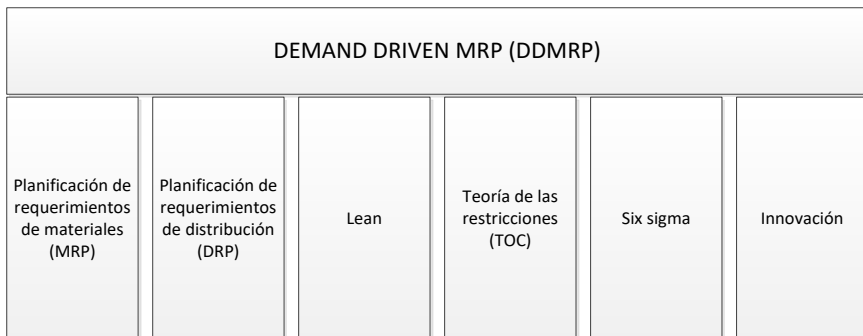 DEMAND DRIVEN MRP (DDMRP)
Planificación de
requerimientos
de materiales
(MRP)
Planificación de
requerimientos
de distribución
(DRP)
Lean
Teoría de las
restricciones
(TOC)
Six sigma
Innovación